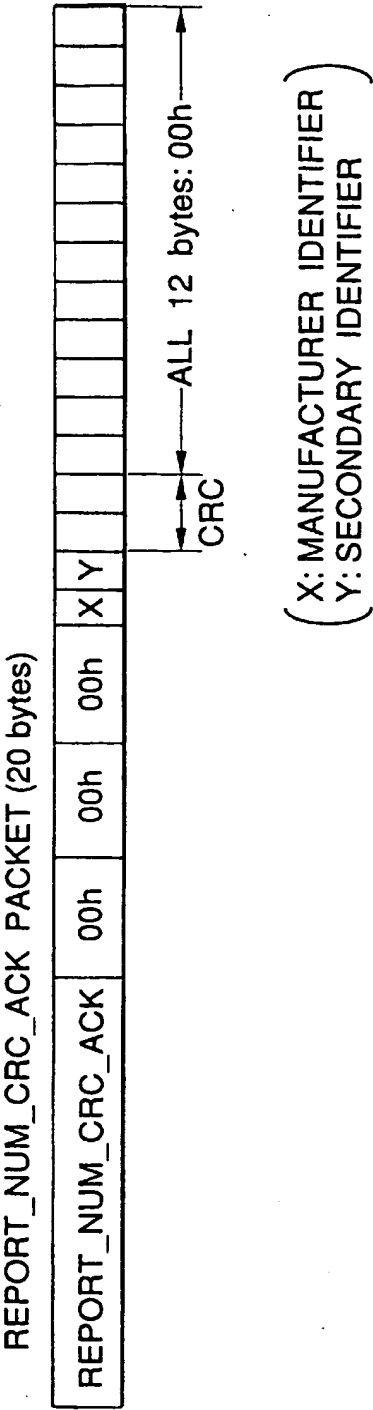 REPORT_NUM_CRC_ACK PACKET (20 bytes)
REPORT_NUM_CRC_ACK 00h 00h 00h X Y
CRC
ALL 12 bytes: 00h
X: MANUFACTURER IDENTIFIER
Y: SECONDARY IDENTIFIER